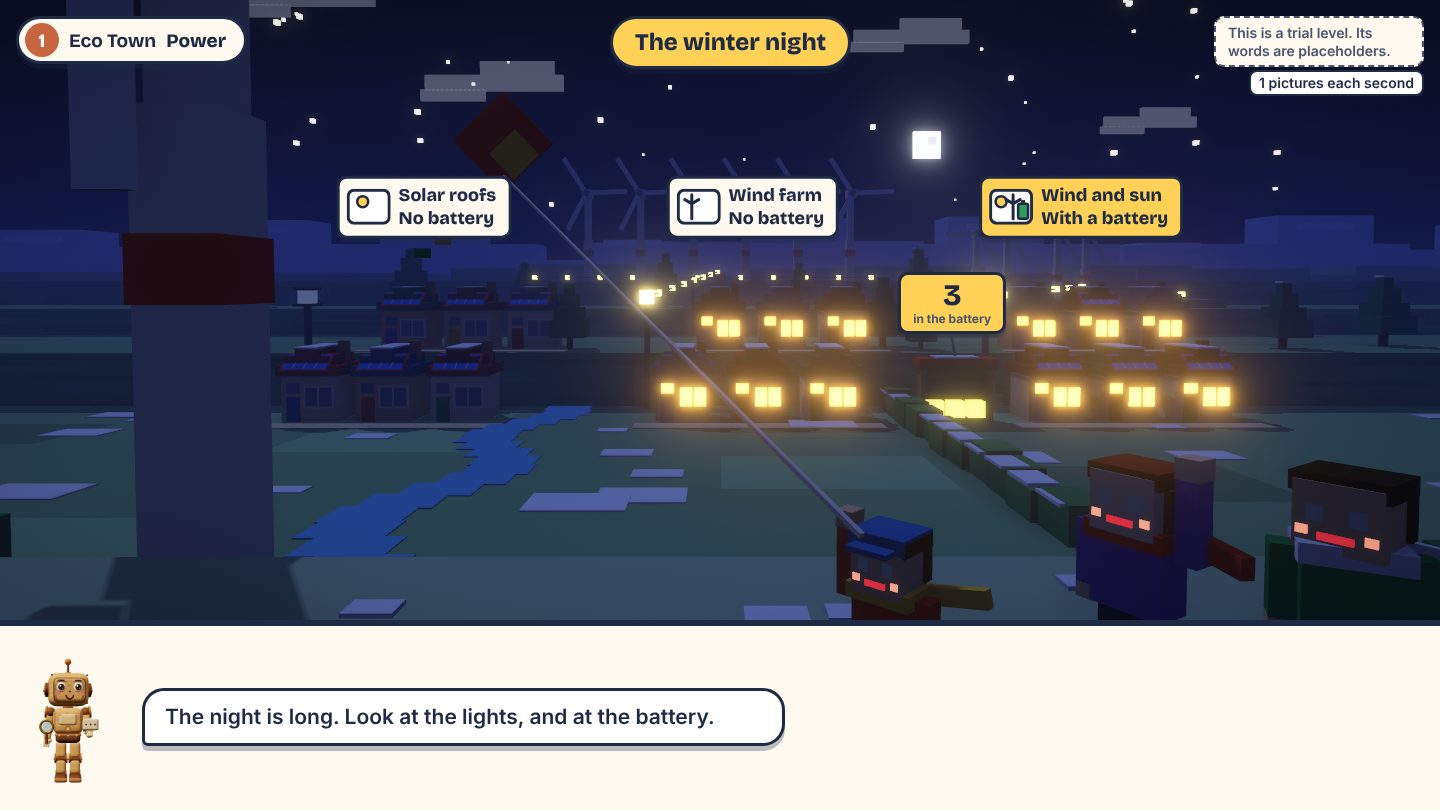 1 Eco Town Power
The winter night
This is a trial level. Its
words are placeholders.
1 pictures each second
Solar roofs
No battery
Wind farm
No battery
Wind and sun
With a battery
3
in the battery
The night is long. Look at the lights, and at the battery.